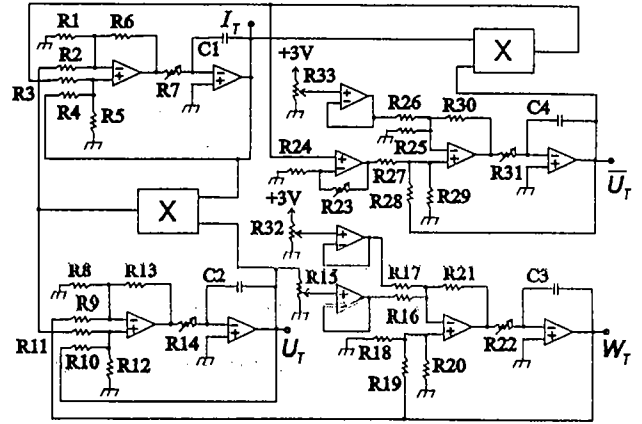 R1
R6
I_T
R2
C1
R3
R4
R7
R5
X
+3V
R33
R26
R30
C4
R24
R25
R27
R31
R23
R28
R29
U̅_T
X
+3V
R32
R8
R13
C2
R15
R17
R21
C3
R9
R16
R11
R10
R14
U_T
R18
R22
W_T
R12
R19
R20